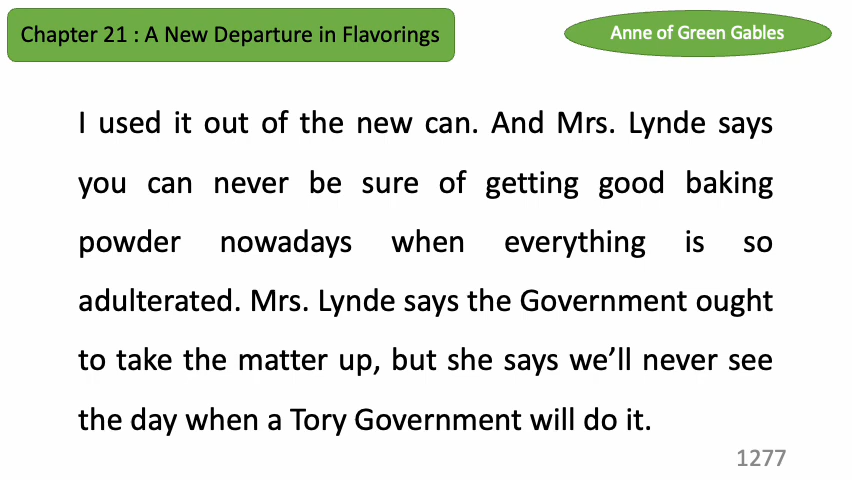 Chapter 21 : A New Departure in Flavorings
Anne of Green Gables
I used it out of the new can. And Mrs. Lynde says
you can never be sure of getting good baking
powder nowadays when everything is so
adulterated. Mrs. Lynde says the Government ought
to take the matter up, but she says we’ll never see
the day when a Tory Government will do it.
1277